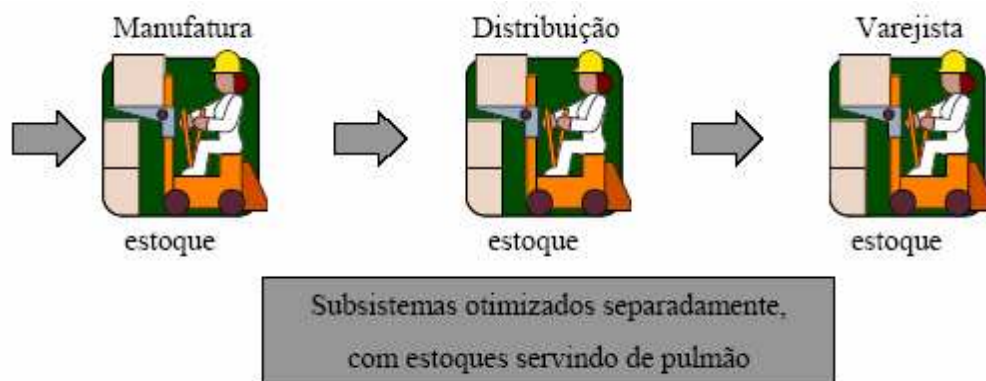 Manufatura
Distribuição
Varejista
estoque
estoque
estoque
Subsistemas otimizados separadamente,
com estoques servindo de pulmão